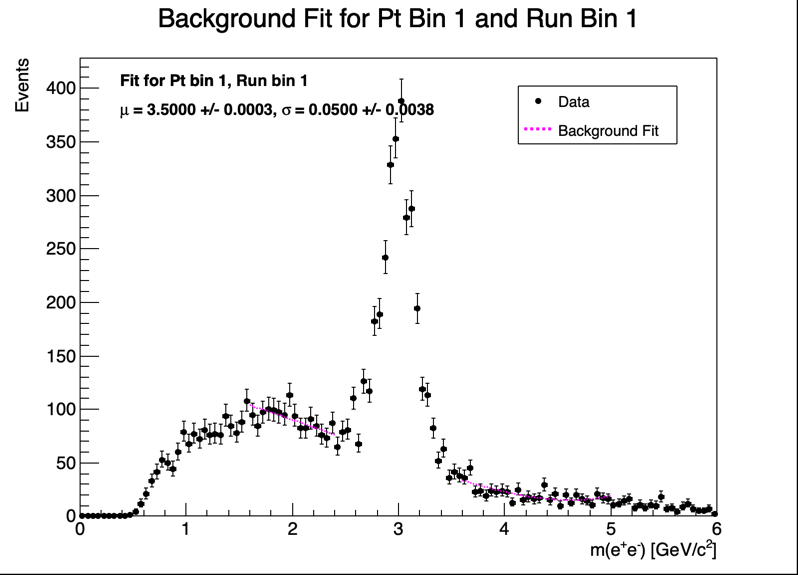 Background Fit for Pt Bin 1 and Run Bin 1
Events
Fit for Pt bin 1, Run bin 1
μ = 3.5000 +/- 0.0003, σ = 0.0500 +/- 0.0038
Data
Background Fit
400
350
300
250
200
150
100
50
0
0 1 2 3 4 5 6
m(e⁺e⁻) [GeV/c²]